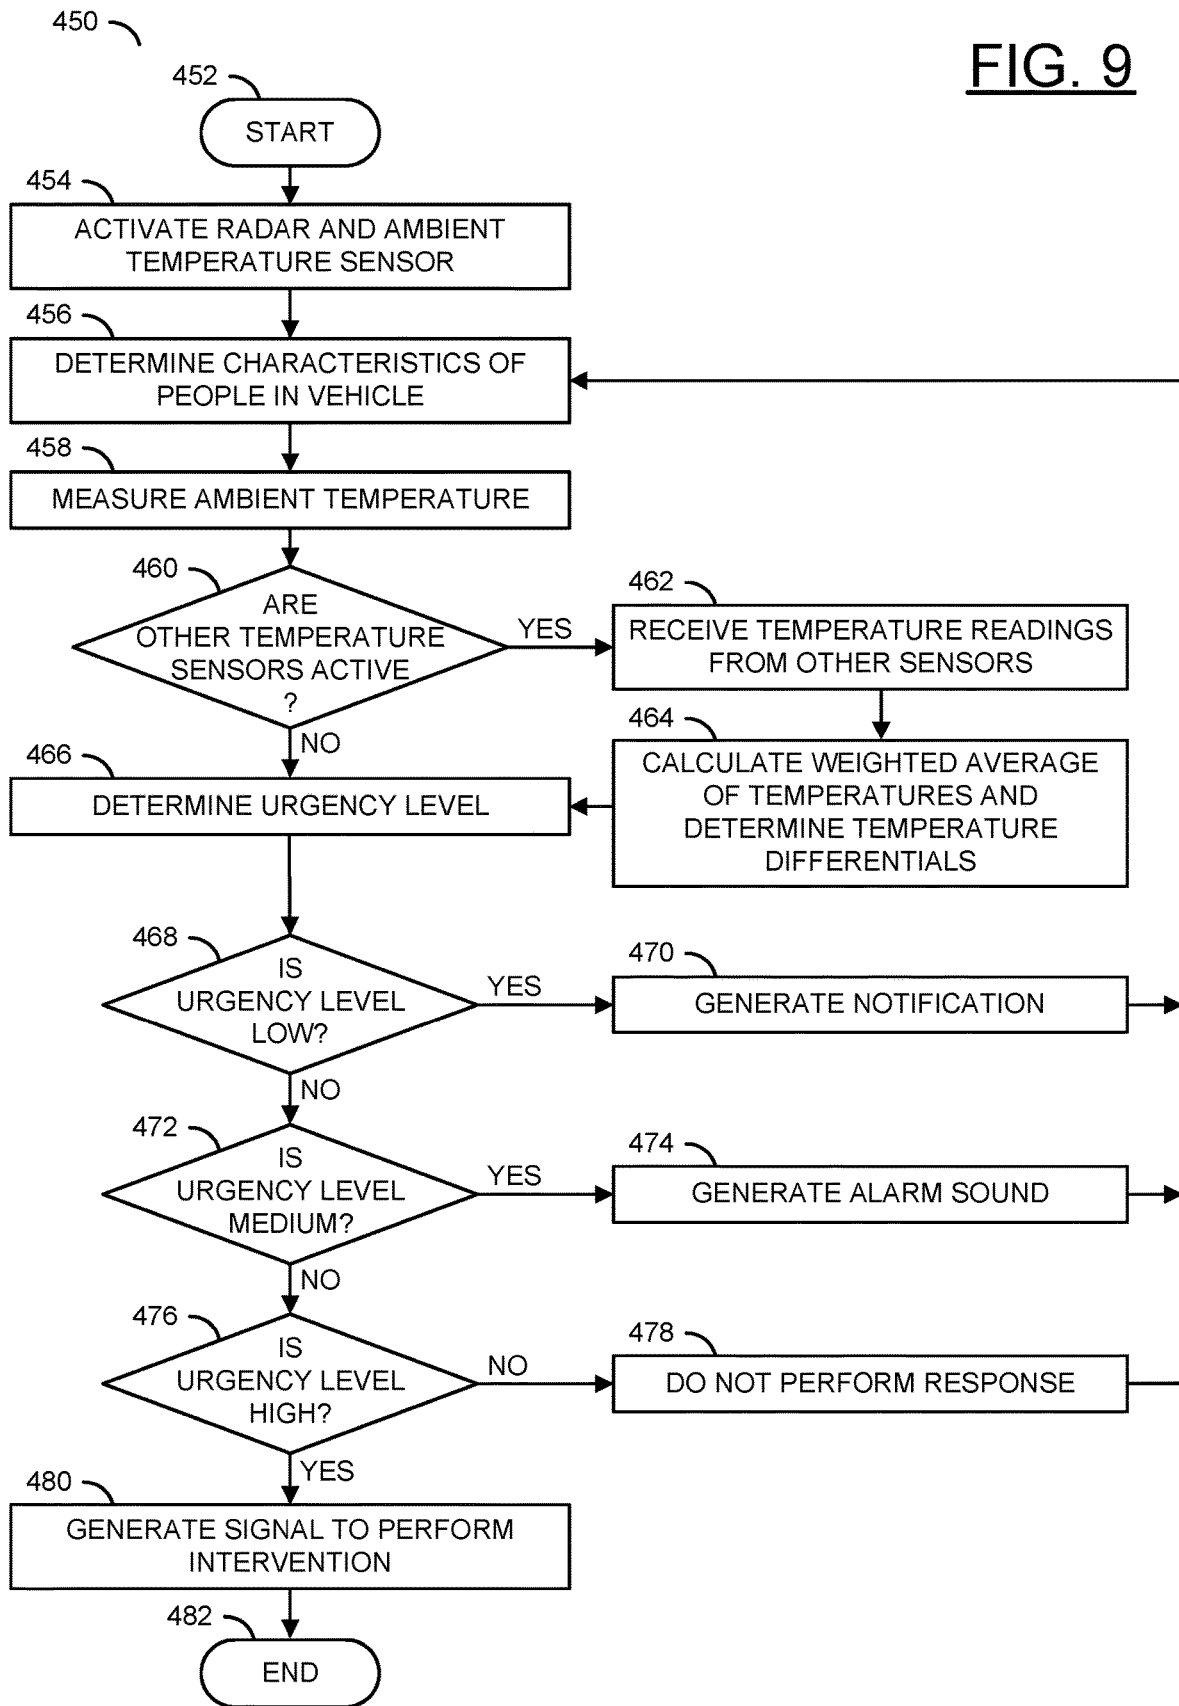 450
FIG. 9
452
START
454
ACTIVATE RADAR AND AMBIENT
TEMPERATURE SENSOR
456
DETERMINE CHARACTERISTICS OF
PEOPLE IN VEHICLE
458
MEASURE AMBIENT TEMPERATURE
460
ARE
OTHER TEMPERATURE
SENSORS ACTIVE
?
YES
462
RECEIVE TEMPERATURE READINGS
FROM OTHER SENSORS
464
CALCULATE WEIGHTED AVERAGE
OF TEMPERATURES AND
DETERMINE TEMPERATURE
DIFFERENTIALS
NO
466
DETERMINE URGENCY LEVEL
468
IS
URGENCY LEVEL
LOW?
YES
470
GENERATE NOTIFICATION
NO
472
IS
URGENCY LEVEL
MEDIUM?
YES
474
GENERATE ALARM SOUND
NO
476
IS
URGENCY LEVEL
HIGH?
NO
478
DO NOT PERFORM RESPONSE
YES
480
GENERATE SIGNAL TO PERFORM
INTERVENTION
482
END